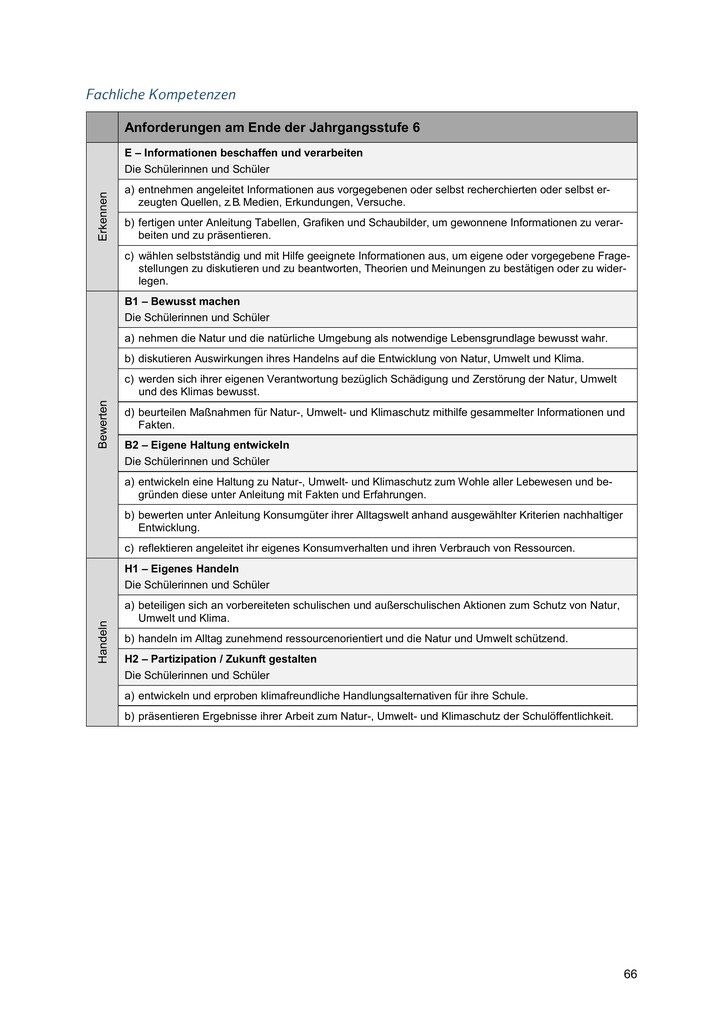 Fachliche Kompetenzen
Anforderungen am Ende der Jahrgangsstufe 6
Erkennen
E – Informationen beschaffen und verarbeiten
Die Schülerinnen und Schüler
a) entnehmen angeleitet Informationen aus vorgegebenen oder selbst recherchierten oder selbst er-
zeugten Quellen, z.B. Medien, Erkundungen, Versuche.
b) fertigen unter Anleitung Tabellen, Grafiken und Schaubilder, um gewonnene Informationen zu verar-
beiten und zu präsentieren.
c) wählen selbstständig und mit Hilfe geeignete Informationen aus, um eigene oder vorgegebene Frage-
stellungen zu diskutieren und zu beantworten, Theorien und Meinungen zu bestätigen oder zu wider-
legen.
Bewerten
B1 – Bewusst machen
Die Schülerinnen und Schüler
a) nehmen die Natur und die natürliche Umgebung als notwendige Lebensgrundlage bewusst wahr.
b) diskutieren Auswirkungen ihres Handelns auf die Entwicklung von Natur, Umwelt und Klima.
c) werden sich ihrer eigenen Verantwortung bezüglich Schädigung und Zerstörung der Natur, Umwelt
und des Klimas bewusst.
d) beurteilen Maßnahmen für Natur-, Umwelt- und Klimaschutz mithilfe gesammelter Informationen und
Fakten.
B2 – Eigene Haltung entwickeln
Die Schülerinnen und Schüler
a) entwickeln eine Haltung zu Natur-, Umwelt- und Klimaschutz zum Wohle aller Lebewesen und be-
gründen diese unter Anleitung mit Fakten und Erfahrungen.
b) bewerten unter Anleitung Konsumgüter ihrer Alltagswelt anhand ausgewählter Kriterien nachhaltiger
Entwicklung.
c) reflektieren angeleitet ihr eigenes Konsumverhalten und ihren Verbrauch von Ressourcen.
Handeln
H1 – Eigenes Handeln
Die Schülerinnen und Schüler
a) beteiligen sich an vorbereiteten schulischen und außerschulischen Aktionen zum Schutz von Natur,
Umwelt und Klima.
b) handeln im Alltag zunehmend ressourcenorientiert und die Natur und Umwelt schützend.
H2 – Partizipation / Zukunft gestalten
Die Schülerinnen und Schüler
a) entwickeln und erproben klimafreundliche Handlungsalternativen für ihre Schule.
b) präsentieren Ergebnisse ihrer Arbeit zum Natur-, Umwelt- und Klimaschutz der Schulöffentlichkeit.
66